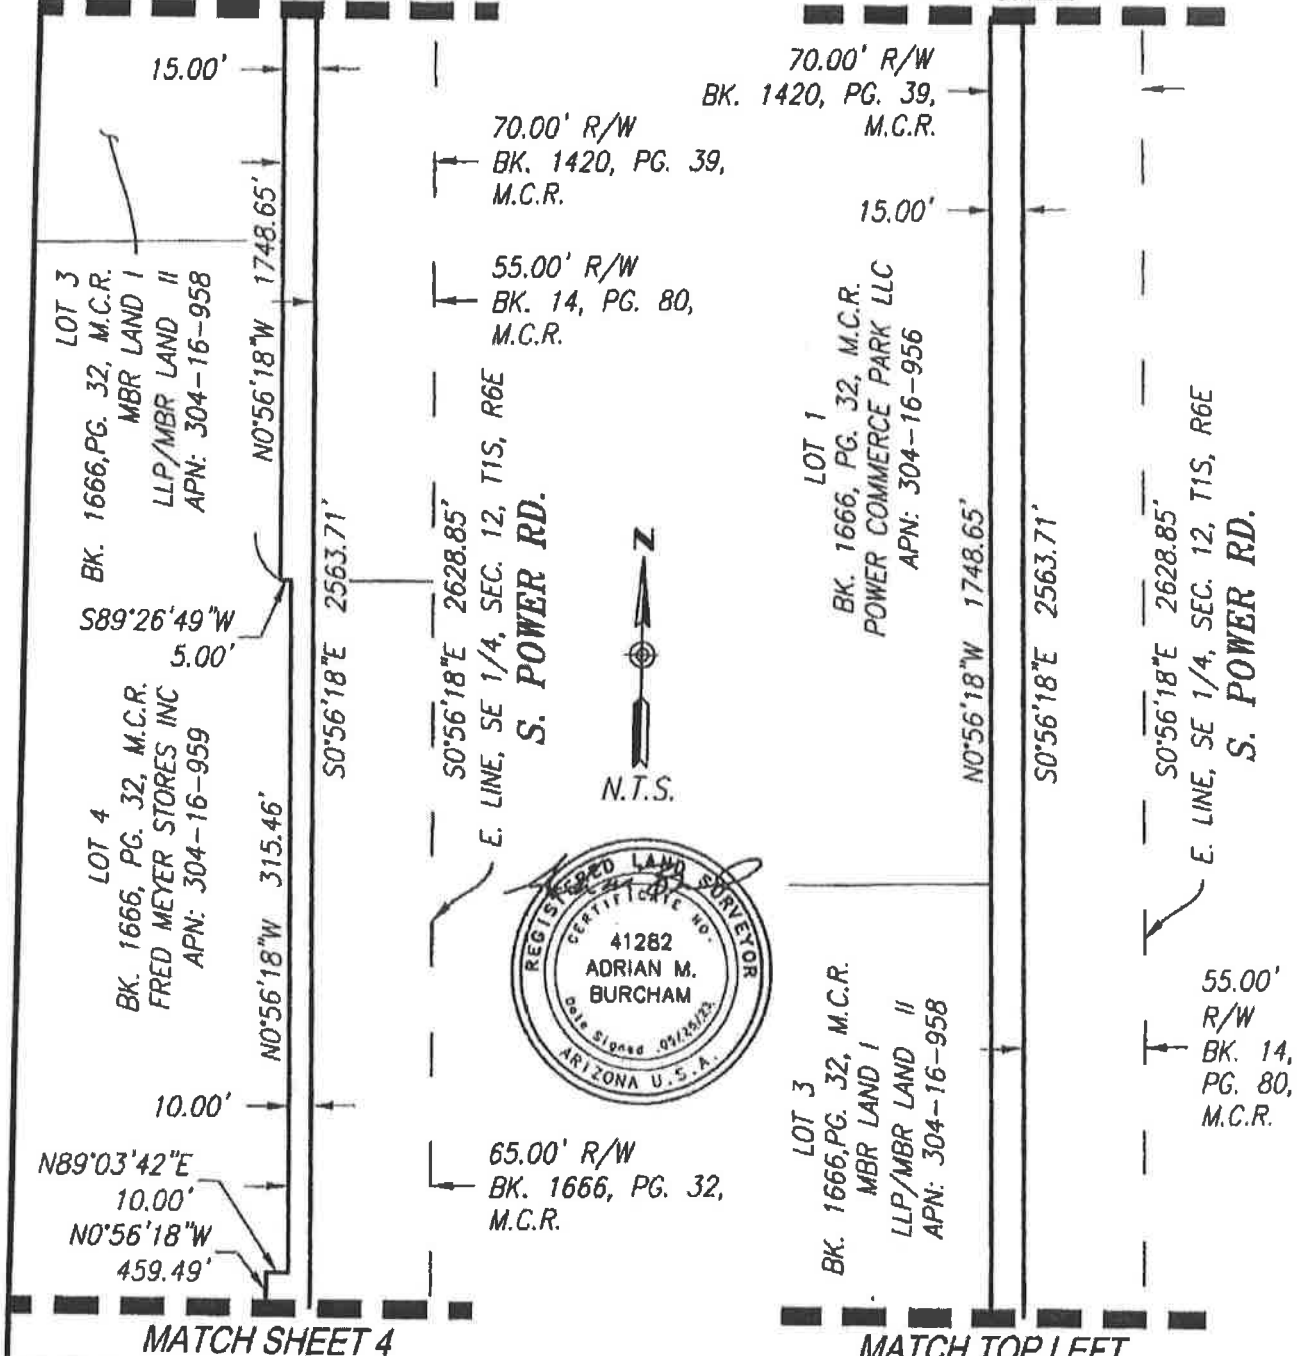 15.00'
70.00' R/W
BK. 1420, PG. 39,
M.C.R.
55.00' R/W
BK. 14, PG. 80,
M.C.R.
LOT 3
BK. 1666,PG. 32, M.C.R.
MBR LAND I
LLP/MBR LAND II
APN: 304-16-958
N0°56'18"W 1748.65'
S89°26'49"W
5.00'
S0°56'18"E 2563.71'
S0°56'18"E 2628.85'
E. LINE, SE 1/4, SEC. 12, T1S, R6E
S. POWER RD.
LOT 4
BK. 1666, PG. 32, M.C.R.
FRED MEYER STORES INC
APN: 304-16-959
N0°56'18"W 315.46'
10.00'
N89°03'42"E
10.00'
N0°56'18"W
459.49'
65.00' R/W
BK. 1666, PG. 32,
M.C.R.
MATCH SHEET 4
N
N.T.S.
REGISTERED LAND SURVEYOR
CERTIFICATE NO.
41282
ADRIAN M.
BURCHAM
Date Signed
ARIZONA U.S.A.
70.00' R/W
BK. 1420, PG. 39,
M.C.R.
15.00'
LOT 1
BK. 1666, PG. 32, M.C.R.
POWER COMMERCE PARK LLC
APN: 304-16-956
N0°56'18"W 1748.65'
S0°56'18"E 2563.71'
S0°56'18"E 2628.85'
E. LINE, SE 1/4, SEC. 12, T1S, R6E
S. POWER RD.
LOT 3
BK. 1666,PG. 32, M.C.R.
MBR LAND I
LLP/MBR LAND II
APN: 304-16-958
55.00'
R/W
BK. 14,
PG. 80,
M.C.R.
MATCH TOP LEFT